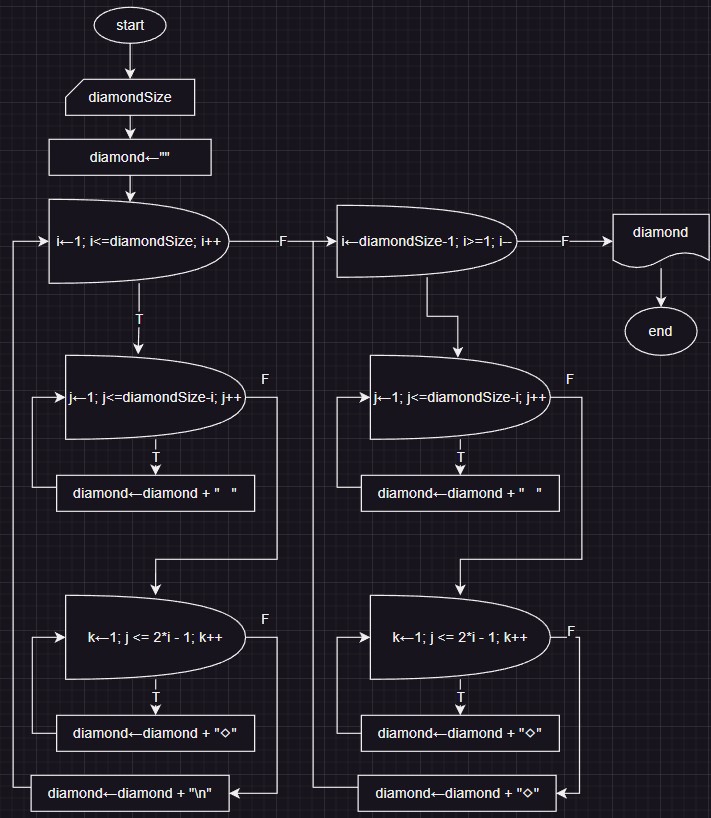 start
diamondSize
diamond←""
i←1; i<=diamondSize; i++
F
i←diamondSize-1; i>=1; i--
F
diamond
end
T
j←1; j<=diamondSize-i; j++
F
T
diamond←diamond + "  "
k←1; j <= 2*i - 1; k++
F
T
diamond←diamond + "◇"
diamond←diamond + "\n"
j←1; j<=diamondSize-i; j++
F
T
diamond←diamond + "  "
k←1; j <= 2*i - 1; k++
F
T
diamond←diamond + "◇"
diamond←diamond + "◇"